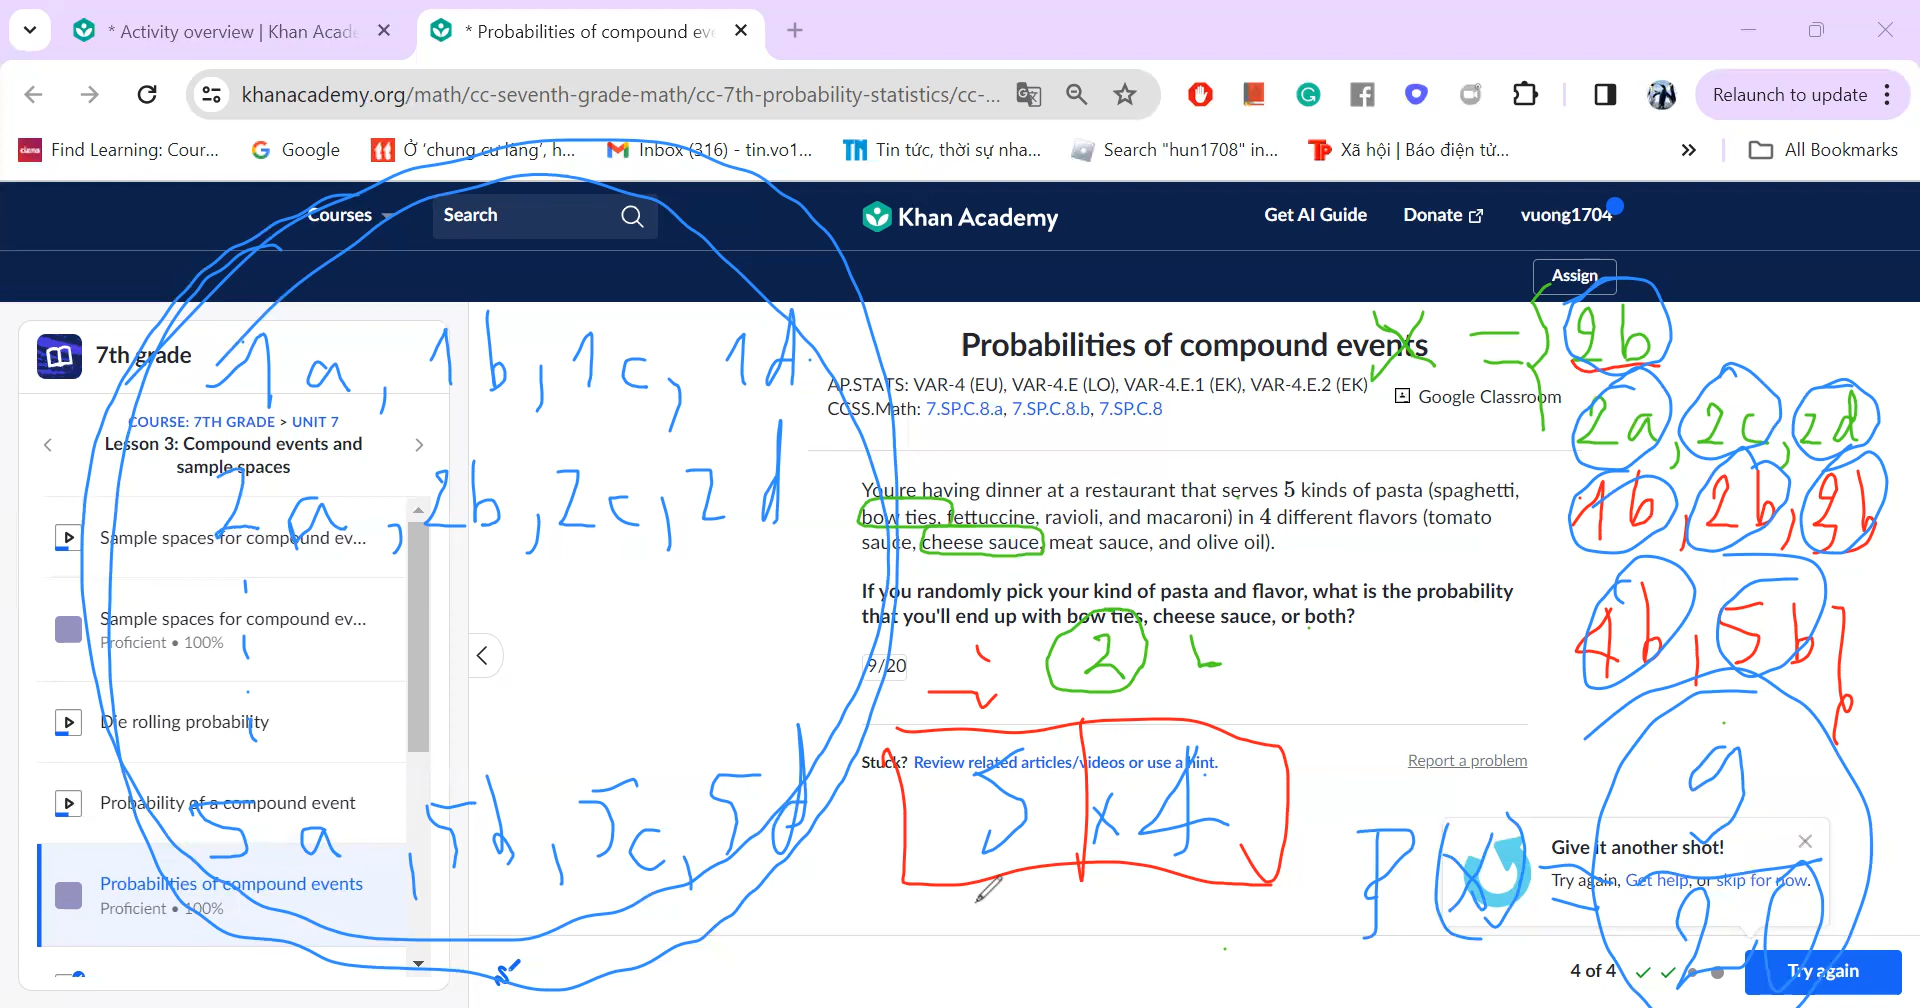 * Activity overview | Khan Acade
* Probabilities of compound eve
khanacademy.org/math/cc-seventh-grade-math/cc-7th-probability-statistics/cc-...
Relaunch to update
Find Learning: Cour...
Google
Ở 'chung cư làng', h...
Inbox (316) - tin.vo1...
Tin tức, thời sự nha...
Search "hun1708" in...
Xã hội | Báo điện tử...
»
All Bookmarks
Courses
Search
Khan Academy
Get AI Guide
Donate
vuong1704
Assign
7th grade
COURSE: 7TH GRADE > UNIT 7
Lesson 3: Compound events and
sample spaces
Sample spaces for compound ev...
Sample spaces for compound ev...
Proficient • 100%
Die rolling probability
Probability of a compound event
Probabilities of compound events
Proficient • 100%
1a, 1b, 1c, 1d
2a, 2b, 2c, 2d
5a, 5b, 5c, 5d
Probabilities of compound events
AP.STATS: VAR-4 (EU), VAR-4.E (LO), VAR-4.E.1 (EK), VAR-4.E.2 (EK)
CCSS.Math: 7.SP.C.8.a, 7.SP.C.8.b, 7.SP.C.8
Google Classroom
X = { 2b
2a, 2c, 2d
1b, 2b, 3b
4b, 5b }
You're having dinner at a restaurant that serves 5 kinds of pasta (spaghetti,
bow ties, fettuccine, ravioli, and macaroni) in 4 different flavors (tomato
sauce, cheese sauce, meat sauce, and olive oil).
If you randomly pick your kind of pasta and flavor, what is the probability
that you'll end up with bow ties, cheese sauce, or both?
9/20
2
Stuck? Review related articles/videos or use a hint.
Report a problem
5 x 4
P(x) = 9
20
Give it another shot!
Try again, Get help, or skip for now.
4 of 4
Try again